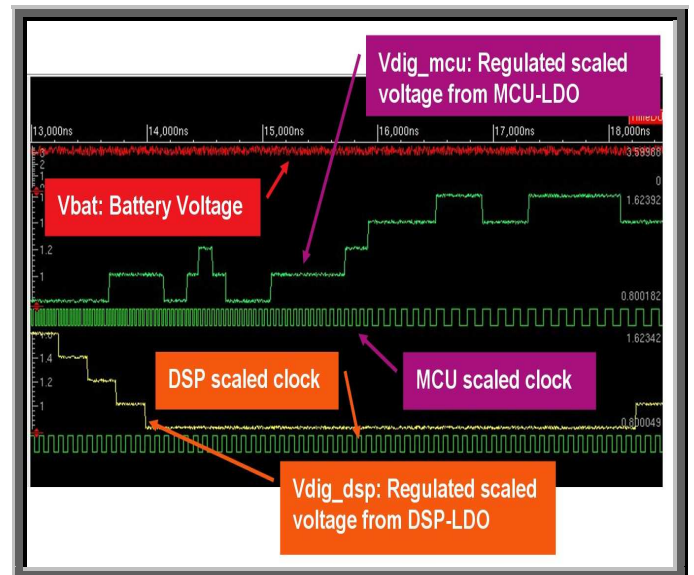 Vdig_mcu: Regulated scaled
voltage from MCU-LDO
13,000ns 14,000ns 15,000ns 16,000ns 17,000ns 18,000ns
3.59368
0
Vbat: Battery Voltage
1.62392
1.2
1
0.800182
1.62342
1.4
DSP scaled clock
MCU scaled clock
1.2
1
0.800049
Vdig_dsp: Regulated scaled
voltage from DSP-LDO